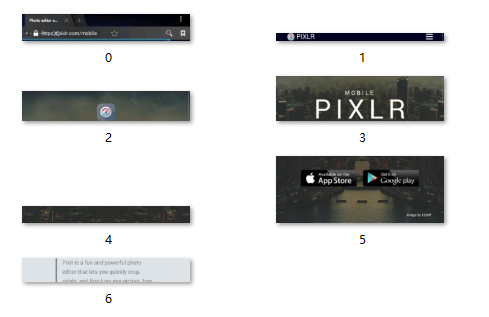 Photo editor o...
https://pixlr.com/mobile
0
PIXLR
1
2
MOBILE
PIXLR
3
4
Available on the
App Store
Get it on
Google play
5
Pixlr is a fun and powerful photo
editor that lets you quickly crop,
6